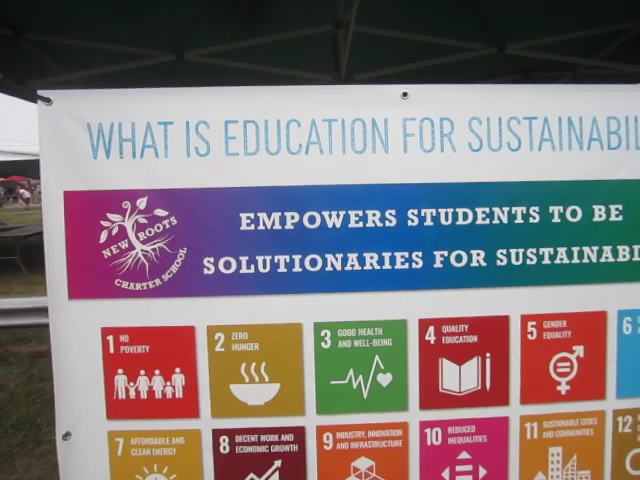 WHAT IS EDUCATION FOR SUSTAINABIL
NEW ROOTS
CHARTER SCHOOL
EMPOWERS STUDENTS TO BE
SOLUTIONARIES FOR SUSTAINABI
1 NO
POVERTY
2 ZERO
HUNGER
3 GOOD HEALTH
AND WELL-BEING
4 QUALITY
EDUCATION
5 GENDER
EQUALITY
6
7 AFFORDABLE AND
CLEAN ENERGY
8 DECENT WORK AND
ECONOMIC GROWTH
9 INDUSTRY, INNOVATION
AND INFRASTRUCTURE
10 REDUCED
INEQUALITIES
11 SUSTAINABLE CITIES
AND COMMUNITIES
12